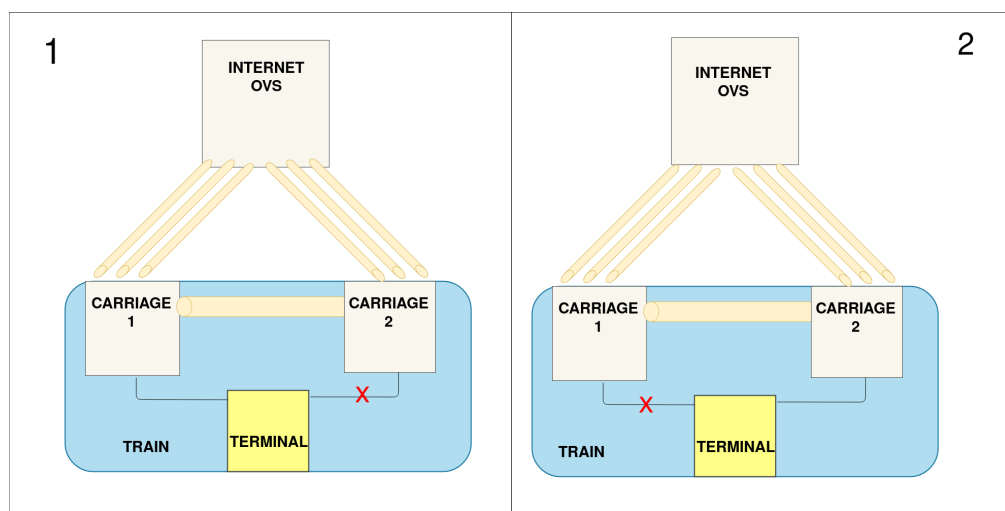 1
INTERNET
OVS
CARRIAGE
1
CARRIAGE
2
X
TERMINAL
TRAIN
2
INTERNET
OVS
CARRIAGE
1
CARRIAGE
2
X
TERMINAL
TRAIN